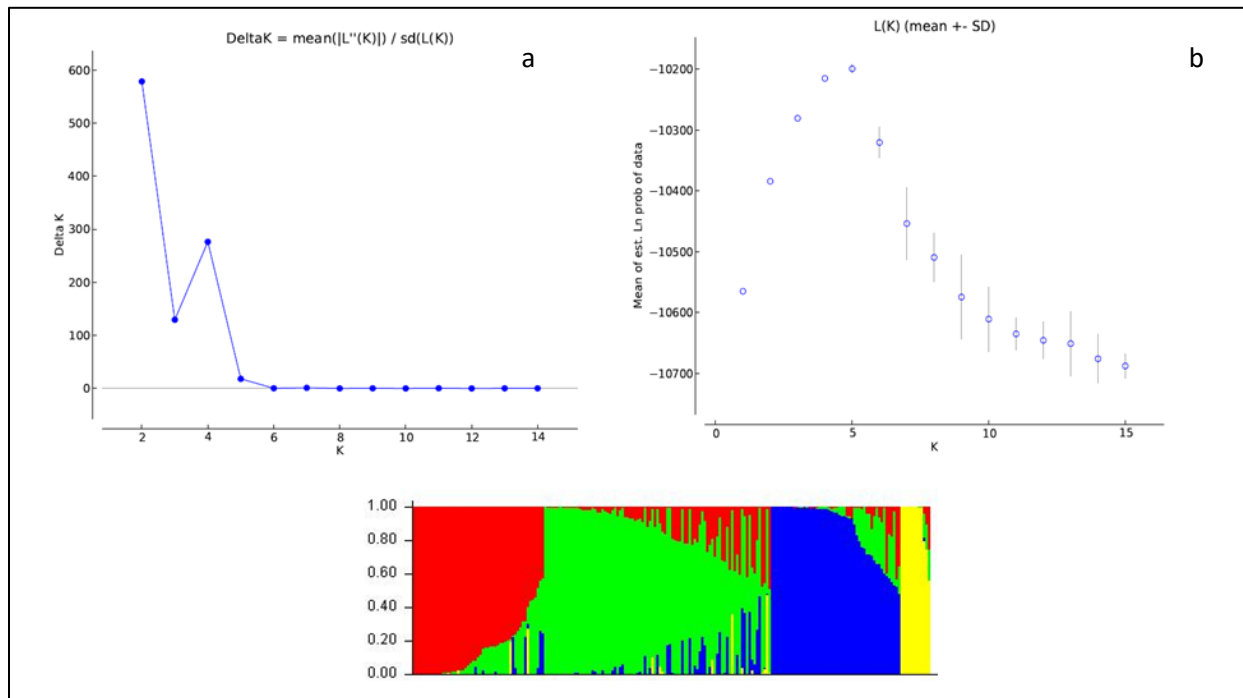 DeltaK = mean(|L''(K)|) / sd(L(K))
a
600
500
400
300
200
100
0
Delta K
2 4 6 8 10 12 14
K
L(K) (mean +- SD)
b
−10200
−10300
−10400
−10500
−10600
−10700
Mean of est. Ln prob of data
0 5 10 15
K
1.00
0.80
0.60
0.40
0.20
0.00